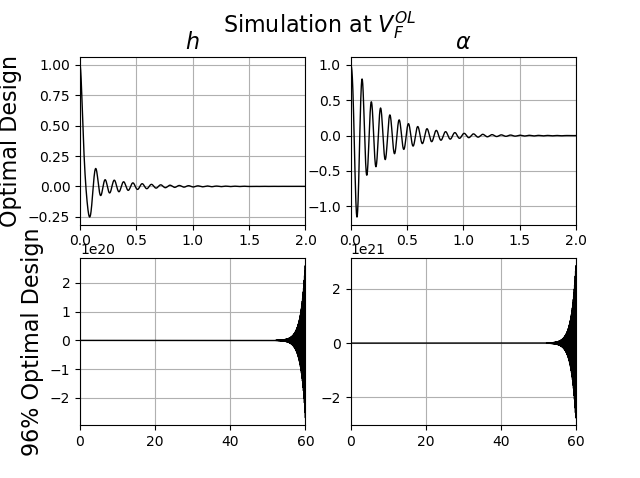 Simulation at $V_F^{OL}$
h α
Optimal Design
1.00 0.75 0.50 0.25 0.00 −0.25
0.0 0.5 1.0 1.5 2.0
1.0 0.5 0.0 −0.5 −1.0
0.0 0.5 1.0 1.5 2.0
96% Optimal Design
1e20
2 1 0 −1 −2
0 20 40 60
1e21
2 0 −2
0 20 40 60